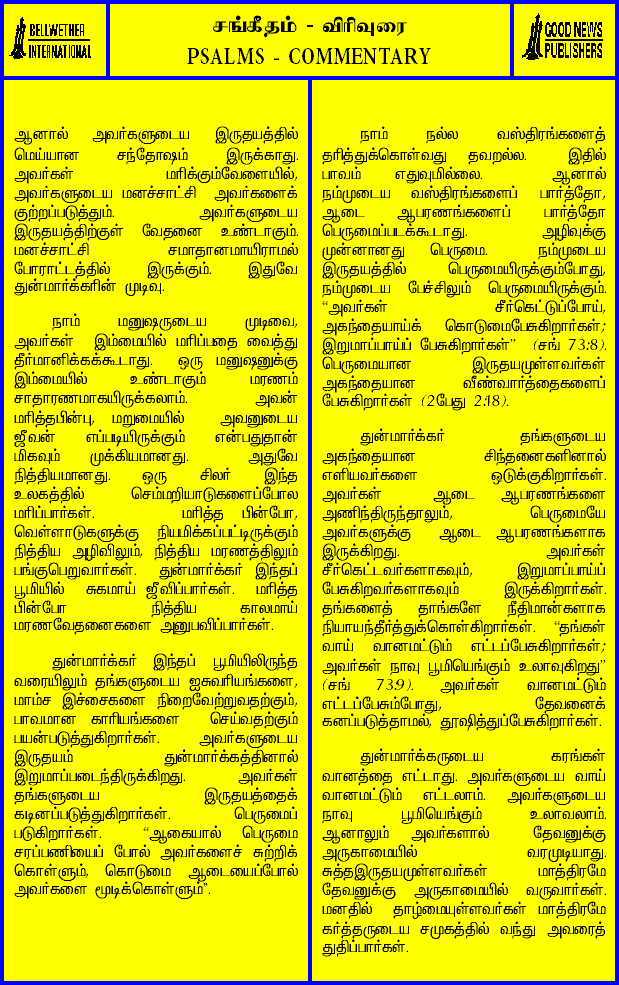 BELLWETHER
INTERNATIONAL
சங்கீதம் - விரிவுரை
PSALMS - COMMENTARY
GOOD NEWS
PUBLISHERS
ஆனால் அவர்களுடைய இருதயத்தில்
மெய்யான சந்தோஷம் இருக்காது.
அவர்கள் மரிக்கும்வேளையில்,
அவர்களுடைய மனச்சாட்சி அவர்களைக்
குற்றப்படுத்தும். அவர்களுடைய
இருதயத்திற்குள் வேதனை உண்டாகும்.
மனச்சாட்சி சமாதானமாயிராமல்
போராட்டத்தில் இருக்கும். இதுவே
துன்மார்க்கரின் முடிவு.
நாம் மனுஷருடைய முடிவை,
அவர்கள் இம்மையில் மரிப்பதை வைத்து
தீர்மானிக்கக்கூடாது. ஒரு மனுஷனுக்கு
இம்மையில் உண்டாகும் மரணம்
சாதாரணமாகயிருக்கலாம். அவன்
மரித்தபின்பு, மறுமையில் அவனுடைய
ஜீவன் எப்படியிருக்கும் என்பதுதான்
மிகவும் முக்கியமானது. அதுவே
நித்தியமானது. ஒரு சிலர் இந்த
உலகத்தில் செம்மறியாடுகளைப்போல
மரிப்பார்கள். மரித்த பின்போ,
வெள்ளாடுகளுக்கு நியமிக்கப்பட்டிருக்கும்
நித்திய அழிவிலும், நித்திய மரணத்திலும்
பங்குபெறுவார்கள். துன்மார்க்கர் இந்தப்
பூமியில் சுகமாய் ஜீவிப்பார்கள். மரித்த
பின்போ நித்திய காலமாய்
மரணவேதனைகளை அனுபவிப்பார்கள்.
துன்மார்க்கர் இந்தப் பூமியிலிருந்த
வரையிலும் தங்களுடைய ஐசுவரியங்களை,
மாம்ச இச்சைகளை நிறைவேற்றுவதற்கும்,
பாவமான காரியங்களை செய்வதற்கும்
பயன்படுத்துகிறார்கள். அவர்களுடைய
இருதயம் துன்மார்க்கத்தினால்
இறுமாப்படைந்திருக்கிறது. அவர்கள்
தங்களுடைய இருதயத்தைக்
கடினப்படுத்துகிறார்கள். பெருமைப்
படுகிறார்கள். “ஆகையால் பெருமை
சரப்பணியைப் போல் அவர்களைச் சுற்றிக்
கொள்ளும், கொடுமை ஆடையைப்போல்
அவர்களை மூடிக்கொள்ளும்”.
நாம் நல்ல வஸ்திரங்களைத்
தரித்துக்கொள்வது தவறல்ல. இதில்
பாவம் எதுவுமில்லை. ஆனால்
நம்முடைய வஸ்திரங்களைப் பார்த்தோ,
ஆடை ஆபரணங்களைப் பார்த்தோ
பெருமைப்படக்கூடாது. அழிவுக்கு
முன்னானது பெருமை. நம்முடைய
இருதயத்தில் பெருமையிருக்கும்போது,
நம்முடைய பேச்சிலும் பெருமையிருக்கும்.
“அவர்கள் சீர்கெட்டுப்போய்,
அகந்தையாய்க் கொடுமைபேசுகிறார்கள்;
இறுமாப்பாய்ப் பேசுகிறார்கள்” (சங் 73:8).
பெருமையான இருதயமுள்ளவர்கள்
அகந்தையான வீண்வார்த்தைகளைப்
பேசுகிறார்கள் (2பேது 2:18).
துன்மார்க்கர் தங்களுடைய
அகந்தையான சிந்தனைகளினால்
எளியவர்களை ஒடுக்குகிறார்கள்.
அவர்கள் ஆடை ஆபரணங்களை
அணிந்திருந்தாலும், பெருமையே
அவர்களுக்கு ஆடை ஆபரணங்களாக
இருக்கிறது. அவர்கள்
சீர்கெட்டவர்களாகவும், இறுமாப்பாய்ப்
பேசுகிறவர்களாகவும் இருக்கிறார்கள்.
தங்களைத் தாங்களே நீதிமான்களாக
நியாயந்தீர்த்துக்கொள்கிறார்கள். “தங்கள்
வாய் வானமட்டும் எட்டப்பேசுகிறார்கள்;
அவர்கள் நாவு பூமியெங்கும் உலாவுகிறது”
(சங் 73:9). அவர்கள் வானமட்டும்
எட்டப்பேசும்போது, தேவனைக்
கனப்படுத்தாமல், தூஷித்துப்பேசுகிறார்கள்.
துன்மார்க்கருடைய கரங்கள்
வானத்தை எட்டாது. அவர்களுடைய வாய்
வானமட்டும் எட்டலாம். அவர்களுடைய
நாவு பூமியெங்கும் உலாவலாம்.
ஆனாலும் அவர்களால் தேவனுக்கு
அருகாமையில் வரமுடியாது.
சுத்தஇருதயமுள்ளவர்கள் மாத்திரமே
தேவனுக்கு அருகாமையில் வருவார்கள்.
மனதில் தாழ்மையுள்ளவர்கள் மாத்திரமே
கர்த்தருடைய சமுகத்தில் வந்து அவரைத்
துதிப்பார்கள்.